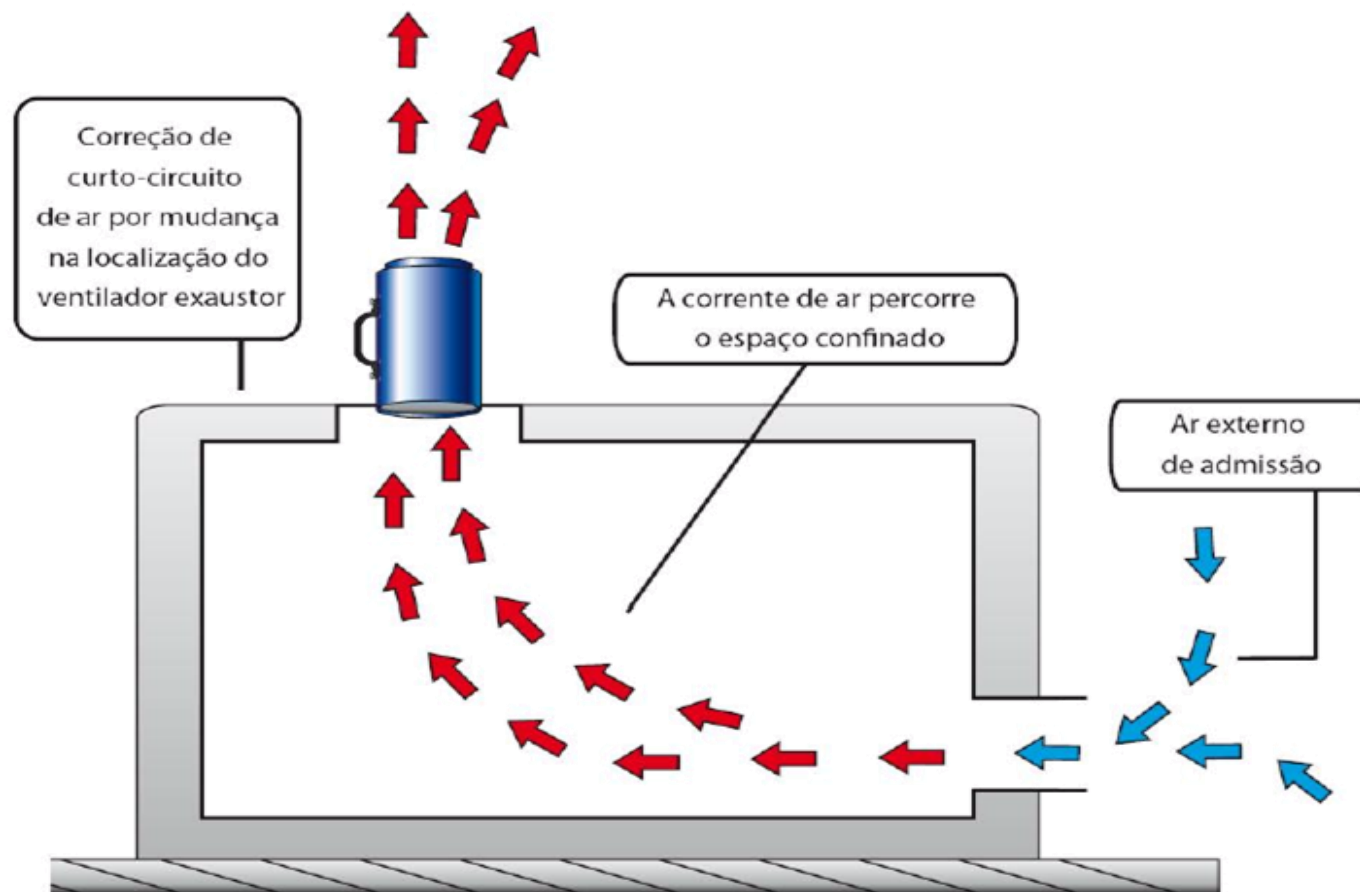 Correção de
curto-circuito
de ar por mudança
na localização do
ventilador exaustor
A corrente de ar percorre
o espaço confinado
Ar externo
de admissão